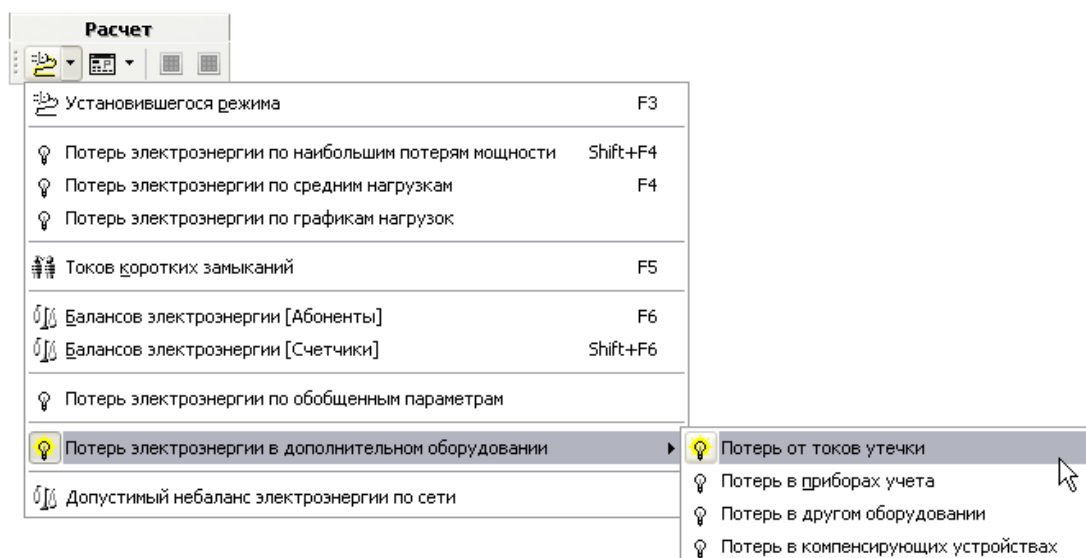 Расчет
Установившегося режима F3
Потерь электроэнергии по наибольшим потерям мощности Shift+F4
Потерь электроэнергии по средним нагрузкам F4
Потерь электроэнергии по графикам нагрузок
Токов коротких замыканий F5
Балансов электроэнергии [Абоненты] F6
Балансов электроэнергии [Счетчики] Shift+F6
Потерь электроэнергии по обобщенным параметрам
Потерь электроэнергии в дополнительном оборудовании
Потерь от токов утечки
Потерь в приборах учета
Допустимый небаланс электроэнергии по сети
Потерь в другом оборудовании
Потерь в компенсирующих устройствах